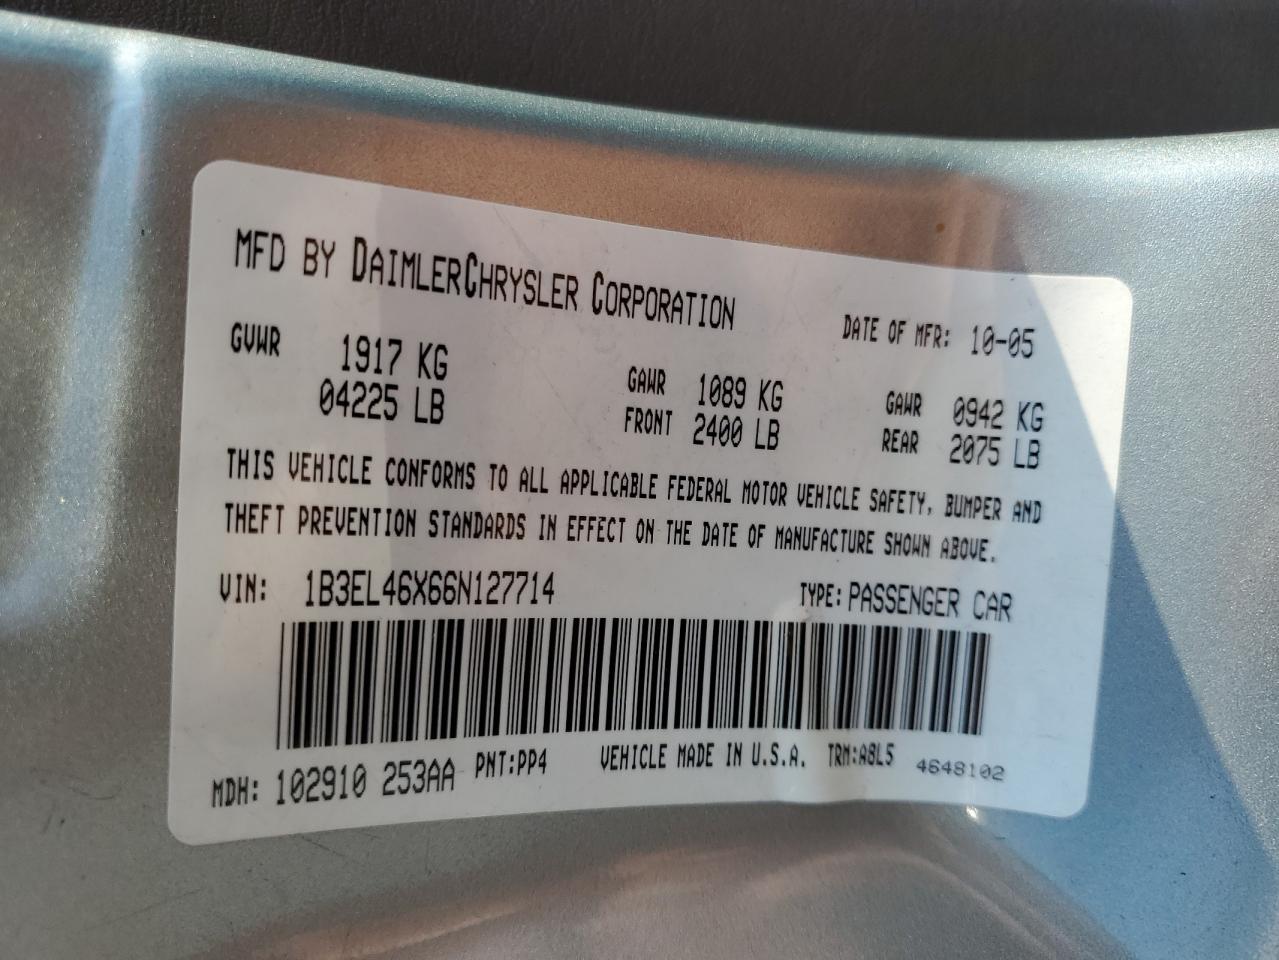 MFD BY DAIMLERCHRYSLER CORPORATION
DATE OF MFR: 10-05
GVWR 1917 KG
04225 LB
GAWR 1089 KG
FRONT 2400 LB
GAWR 0942 KG
REAR 2075 LB
THIS VEHICLE CONFORMS TO ALL APPLICABLE FEDERAL MOTOR VEHICLE SAFETY, BUMPER AND
THEFT PREVENTION STANDARDS IN EFFECT ON THE DATE OF MANUFACTURE SHOWN ABOVE.
VIN: 1B3EL46X66N127714 TYPE: PASSENGER CAR
MDH: 102910 253AA PNT:PP4 VEHICLE MADE IN U.S.A. TRM:A8L5 4648102